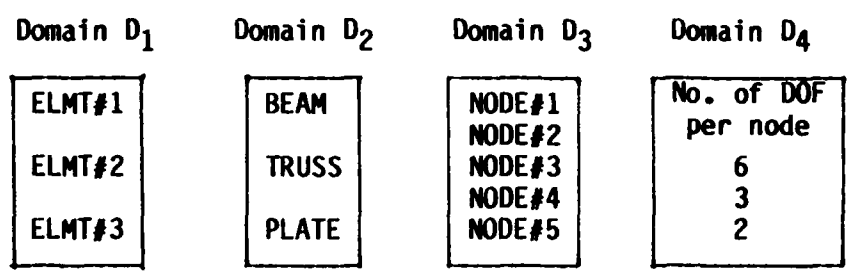 Domain D1 Domain D2 Domain D3 Domain D4
ELMT#1 BEAM NODE#1 No. of DOF
NODE#2 per node
ELMT#2 TRUSS NODE#3 6
NODE#4 3
ELMT#3 PLATE NODE#5 2